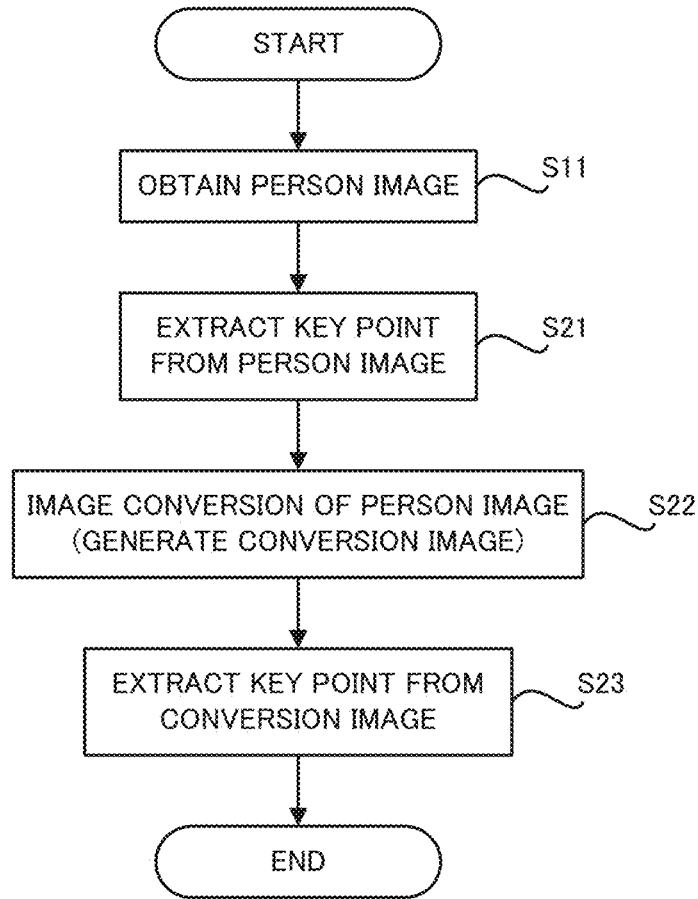 START
OBTAIN PERSON IMAGE
S11
EXTRACT KEY POINT
FROM PERSON IMAGE
S21
IMAGE CONVERSION OF PERSON IMAGE
(GENERATE CONVERSION IMAGE)
S22
EXTRACT KEY POINT FROM
CONVERSION IMAGE
S23
END